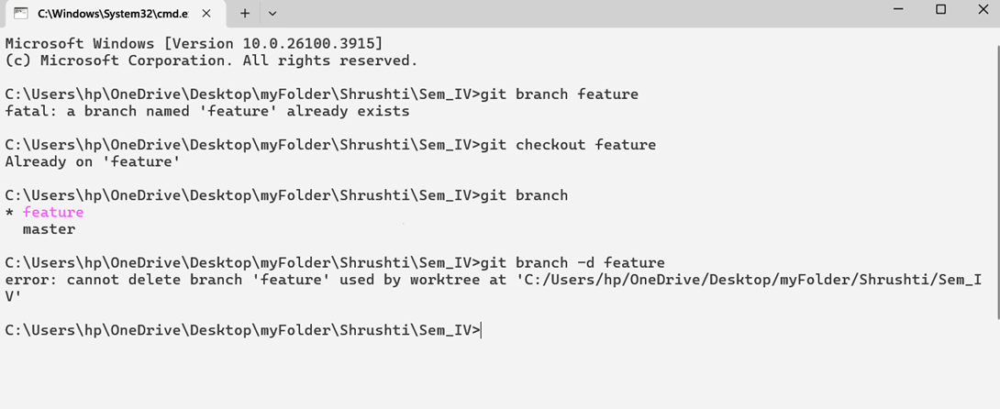 C:\Windows\System32\cmd.e
Microsoft Windows [Version 10.0.26100.3915]
(c) Microsoft Corporation. All rights reserved.
C:\Users\hp\OneDrive\Desktop\myFolder\Shrushti\Sem_IV>git branch feature
fatal: a branch named 'feature' already exists
C:\Users\hp\OneDrive\Desktop\myFolder\Shrushti\Sem_IV>git checkout feature
Already on 'feature'
C:\Users\hp\OneDrive\Desktop\myFolder\Shrushti\Sem_IV>git branch
* feature
  master
C:\Users\hp\OneDrive\Desktop\myFolder\Shrushti\Sem_IV>git branch -d feature
error: cannot delete branch 'feature' used by worktree at 'C:/Users/hp/OneDrive/Desktop/myFolder/Shrushti/Sem_I
V'
C:\Users\hp\OneDrive\Desktop\myFolder\Shrushti\Sem_IV>